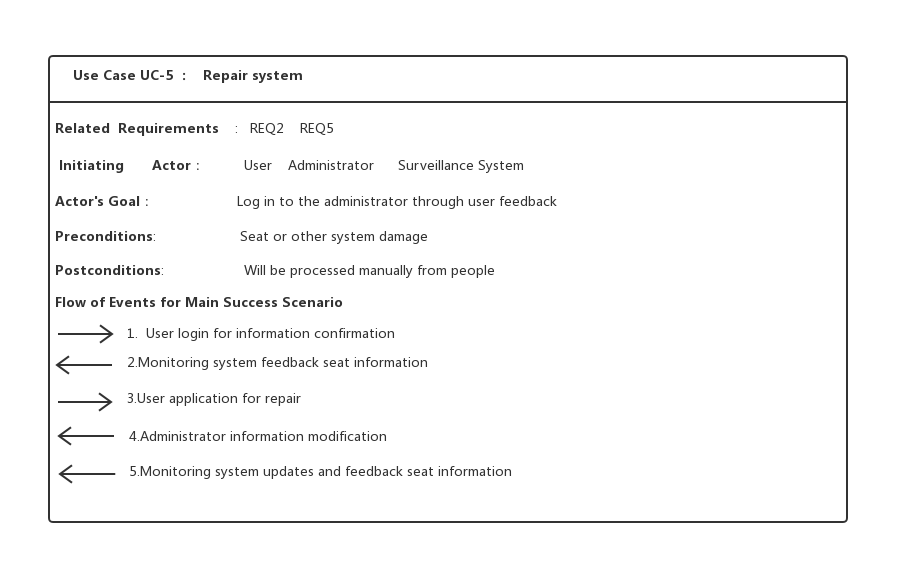 Use Case UC-5 : Repair system
Related Requirements : REQ2 REQ5
Initiating Actor : User Administrator Surveillance System
Actor's Goal : Log in to the administrator through user feedback
Preconditions: Seat or other system damage
Postconditions: Will be processed manually from people
Flow of Events for Main Success Scenario
1. User login for information confirmation
2.Monitoring system feedback seat information
3.User application for repair
4.Administrator information modification
5.Monitoring system updates and feedback seat information